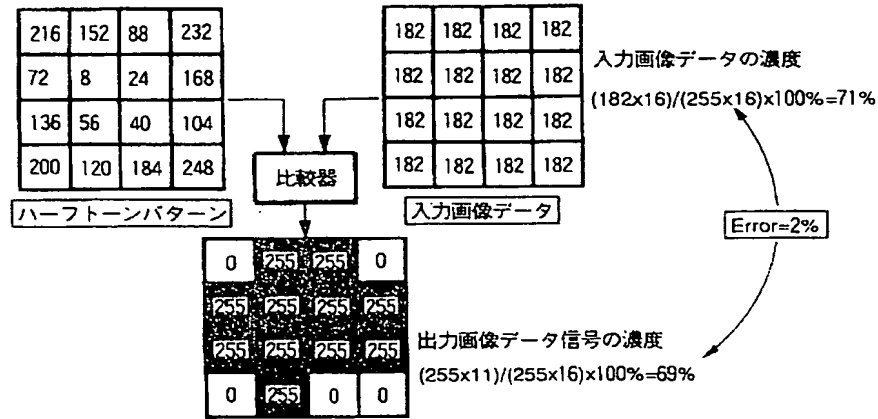 216 152 88 232
72 8 24 168
136 56 40 104
200 120 184 248
ハーフトーンパターン
182 182 182 182
182 182 182 182
182 182 182 182
182 182 182 182
入力画像データ
入力画像データの濃度
(182x16)/(255x16)x100%=71%
比較器
Error=2%
0 255 255 0
255 255 255 255
255 255 255 255
0 255 0 0
出力画像データ信号の濃度
(255x11)/(255x16)x100%=69%